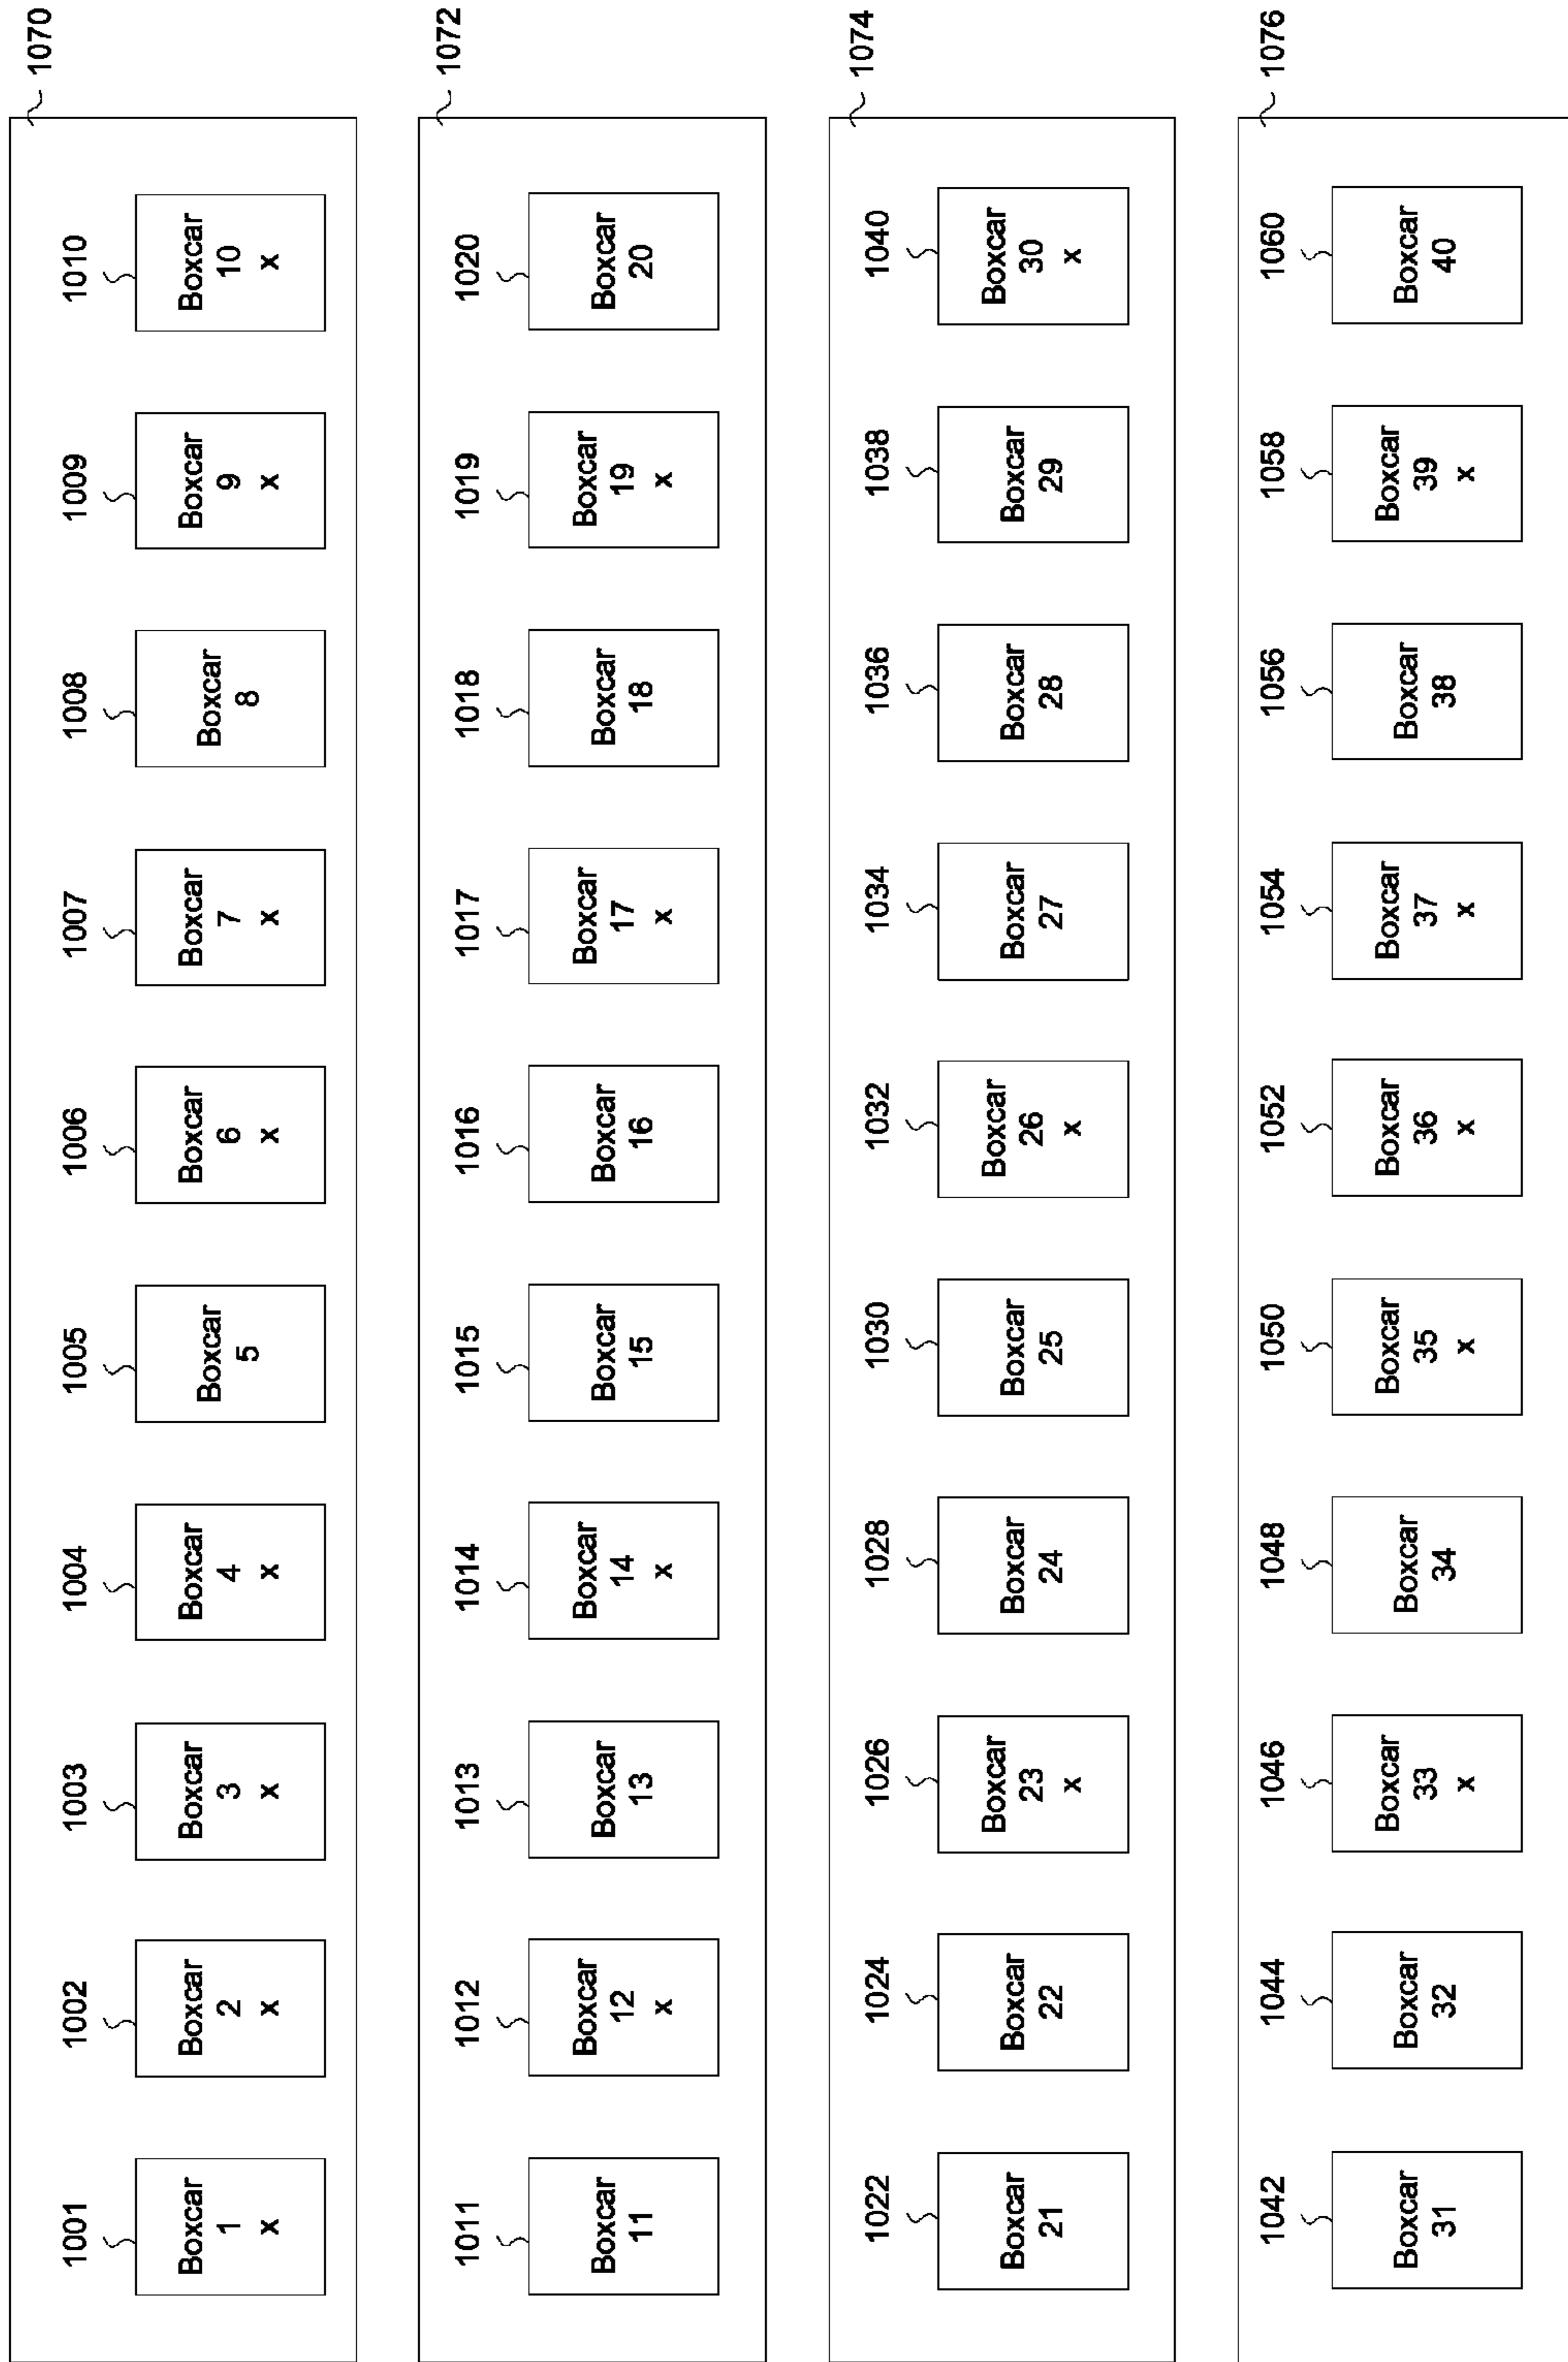 1070
1001
1002
1003
1004
1005
1006
1007
1008
1009
1010
Boxcar
1
x
Boxcar
2
x
Boxcar
3
x
Boxcar
4
x
Boxcar
5
Boxcar
6
x
Boxcar
7
x
Boxcar
8
Boxcar
9
x
Boxcar
10
x
1072
1011
1012
1013
1014
1015
1016
1017
1018
1019
1020
Boxcar
11
Boxcar
12
x
Boxcar
13
Boxcar
14
x
Boxcar
15
Boxcar
16
Boxcar
17
x
Boxcar
18
Boxcar
19
x
Boxcar
20
1074
1022
1024
1026
1028
1030
1032
1034
1036
1038
1040
Boxcar
21
Boxcar
22
Boxcar
23
x
Boxcar
24
Boxcar
25
Boxcar
26
x
Boxcar
27
Boxcar
28
Boxcar
29
Boxcar
30
x
1076
1042
1044
1046
1048
1050
1052
1054
1056
1058
1060
Boxcar
31
Boxcar
32
Boxcar
33
x
Boxcar
34
Boxcar
35
x
Boxcar
36
x
Boxcar
37
x
Boxcar
38
Boxcar
39
x
Boxcar
40